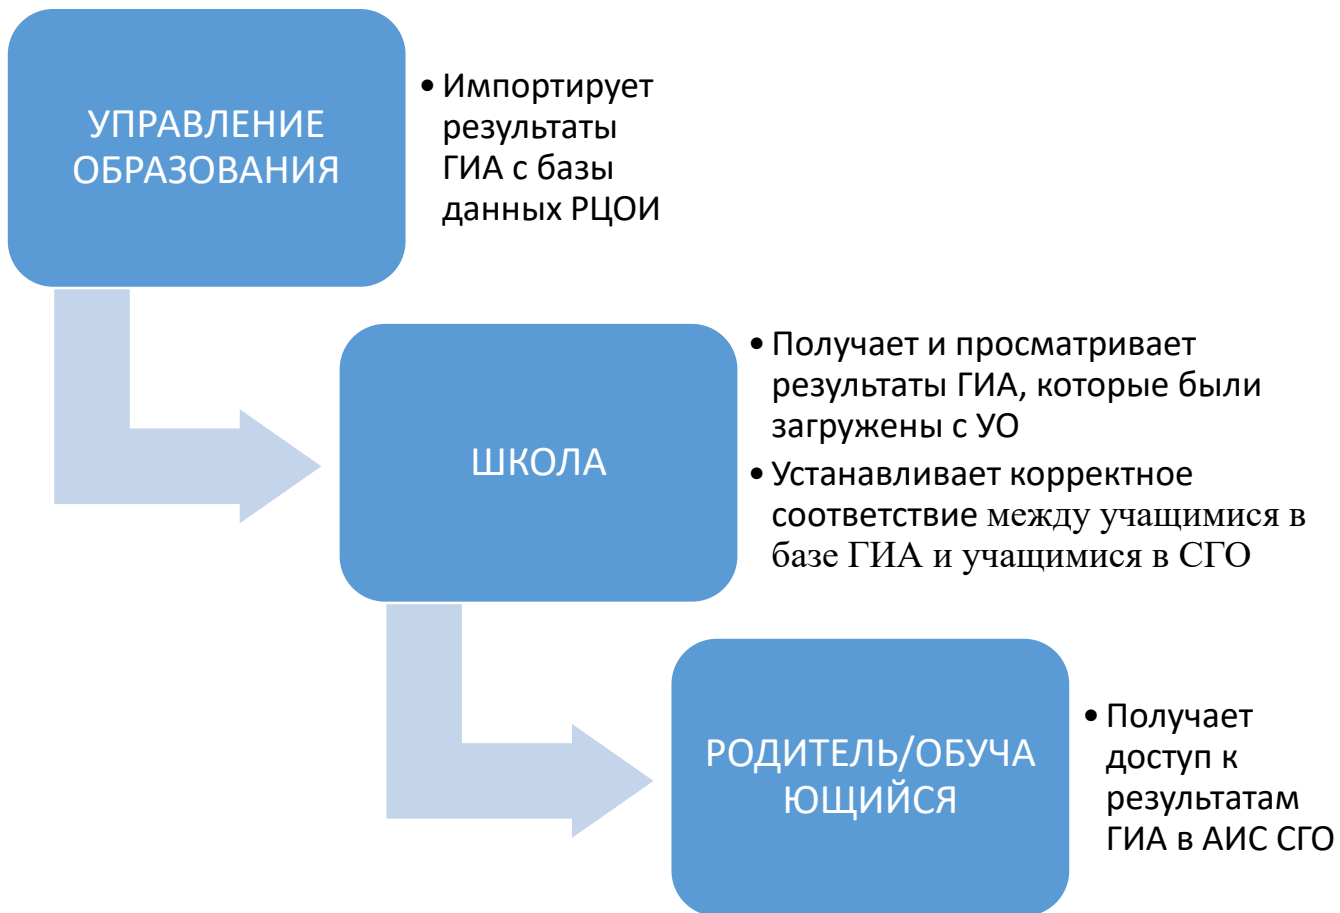 УПРАВЛЕНИЕ
ОБРАЗОВАНИЯ
• Импортирует
результаты
ГИА с базы
данных РЦОИ
ШКОЛА
• Получает и просматривает
результаты ГИА, которые были
загружены с УО
• Устанавливает корректное
соответствие между учащимися в
базе ГИА и учащимися в СГО
РОДИТЕЛЬ/ОБУЧА
ЮЩИЙСЯ
• Получает
доступ к
результатам
ГИА в АИС СГО